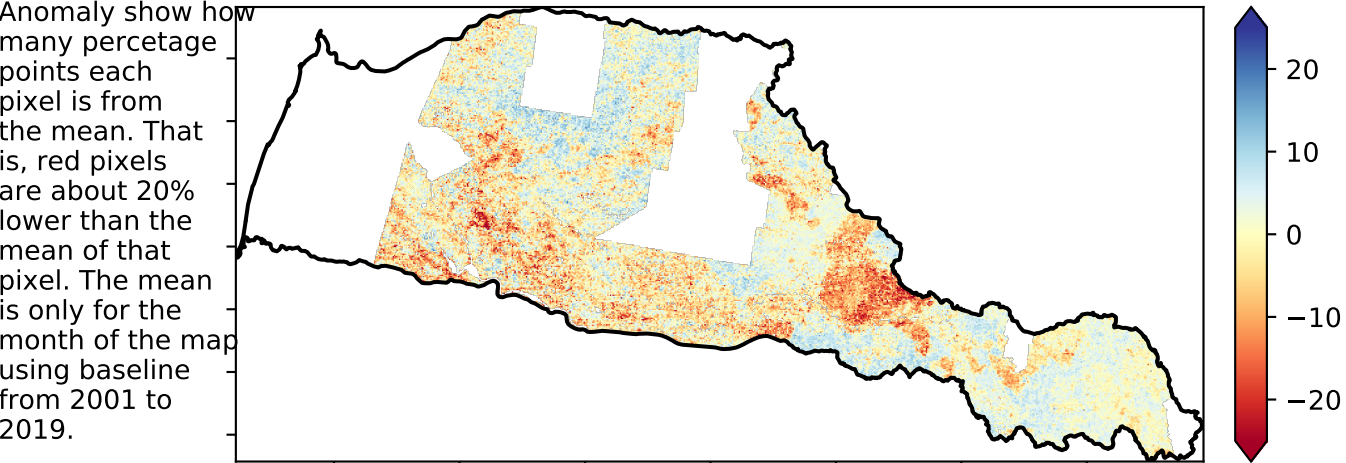 Anomaly show how
many percetage
points each
pixel is from
the mean. That
is, red pixels
are about 20%
lower than the
mean of that
pixel. The mean
is only for the
month of the map
using baseline
from 2001 to
2019.
20
10
0
−10
−20